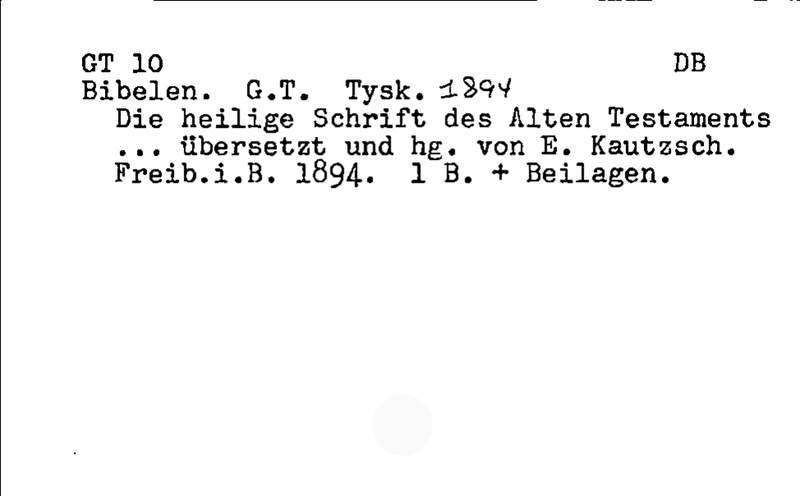 GT 10 DB
Bibelen. G.T. Tysk. 1894
Die heilige Schrift des Alten Testaments
... übersetzt und hg. von E. Kautzsch.
Freib.i.B. 1894. 1 B. + Beilagen.